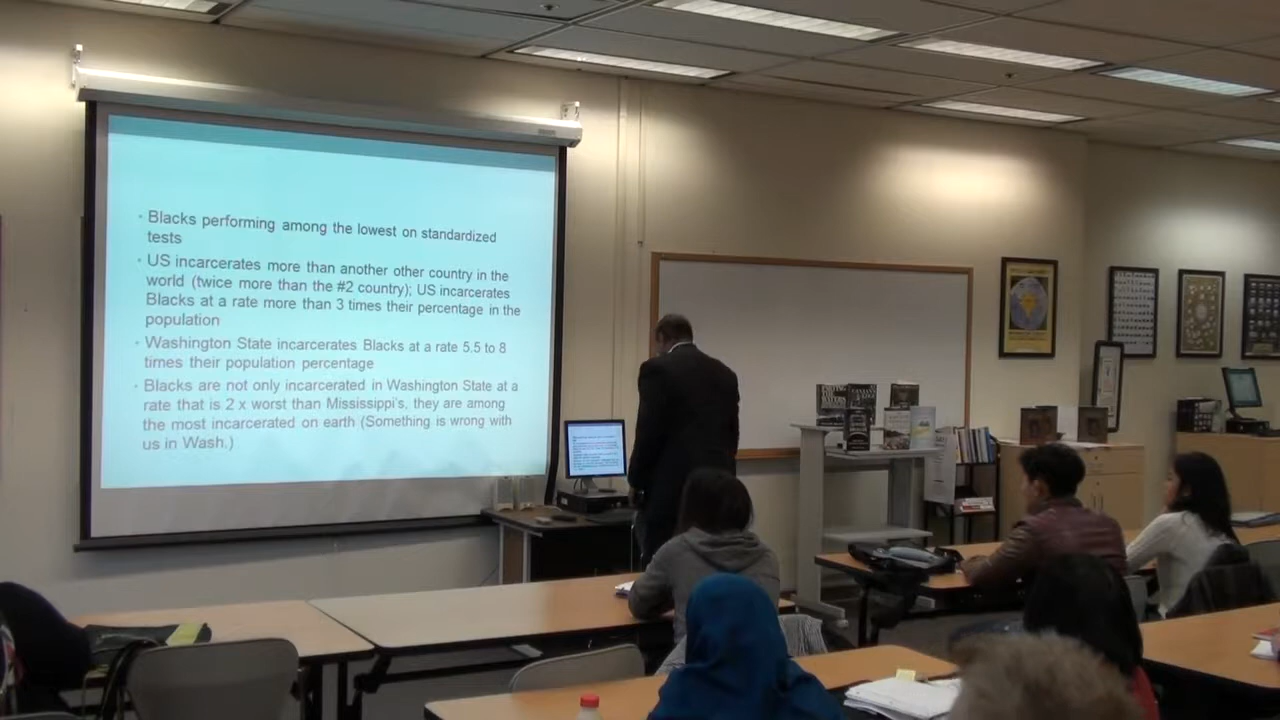 Blacks performing among the lowest on standardized
tests
US incarcerates more than another other country in the
world (twice more than the #2 country); US incarcerates
Blacks at a rate more than 3 times their percentage in the
population
Washington State incarcerates Blacks at a rate 5.5 to 8
times their population percentage
Blacks are not only incarcerated in Washington State at a
rate that is 2 x worst than Mississippi's, they are among
the most incarcerated on earth (Something is wrong with
us in Wash.)